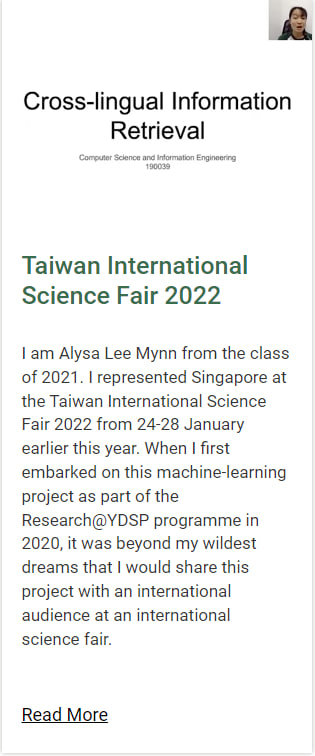 Cross-lingual Information
Retrieval
Computer Science and Information Engineering
190039
Taiwan International
Science Fair 2022
I am Alysa Lee Mynn from the class
of 2021. I represented Singapore at
the Taiwan International Science
Fair 2022 from 24-28 January
earlier this year. When I first
embarked on this machine-learning
project as part of the
Research@YDSP programme in
2020, it was beyond my wildest
dreams that I would share this
project with an international
audience at an international
science fair.
Read More